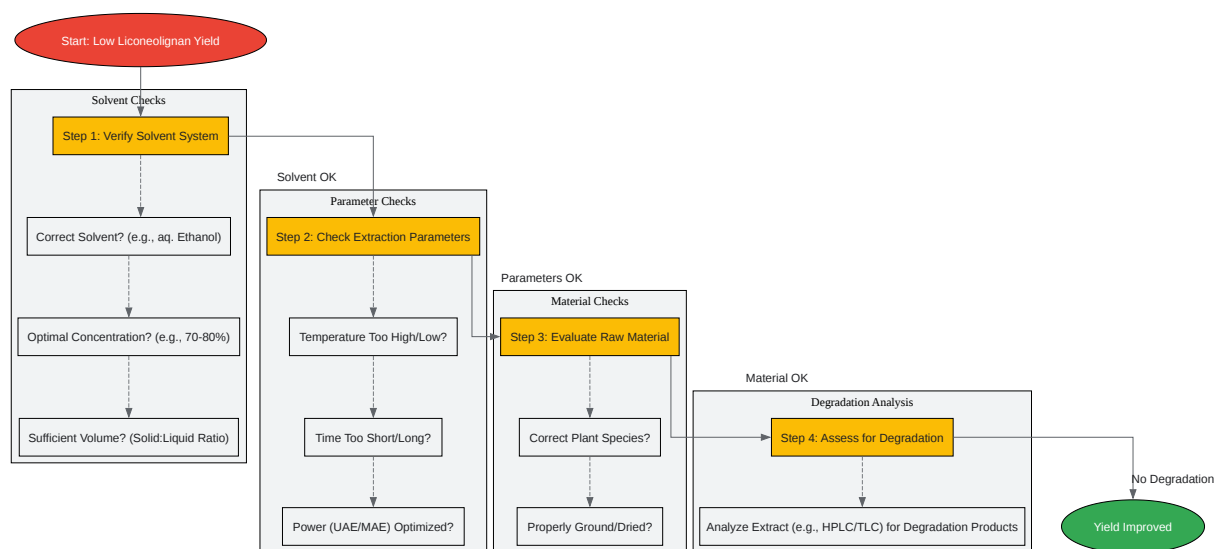 Start: Low Liconeolignan Yield
Solvent Checks
Step 1: Verify Solvent System
Correct Solvent? (e.g., aq. Ethanol)
Optimal Concentration? (e.g., 70-80%)
Sufficient Volume? (Solid:Liquid Ratio)
Solvent OK
Parameter Checks
Step 2: Check Extraction Parameters
Temperature Too High/Low?
Time Too Short/Long?
Power (UAE/MAE) Optimized?
Parameters OK
Material Checks
Step 3: Evaluate Raw Material
Correct Plant Species?
Properly Ground/Dried?
Material OK
Degradation Analysis
Step 4: Assess for Degradation
Analyze Extract (e.g., HPLC/TLC) for Degradation Products
No Degradation
Yield Improved